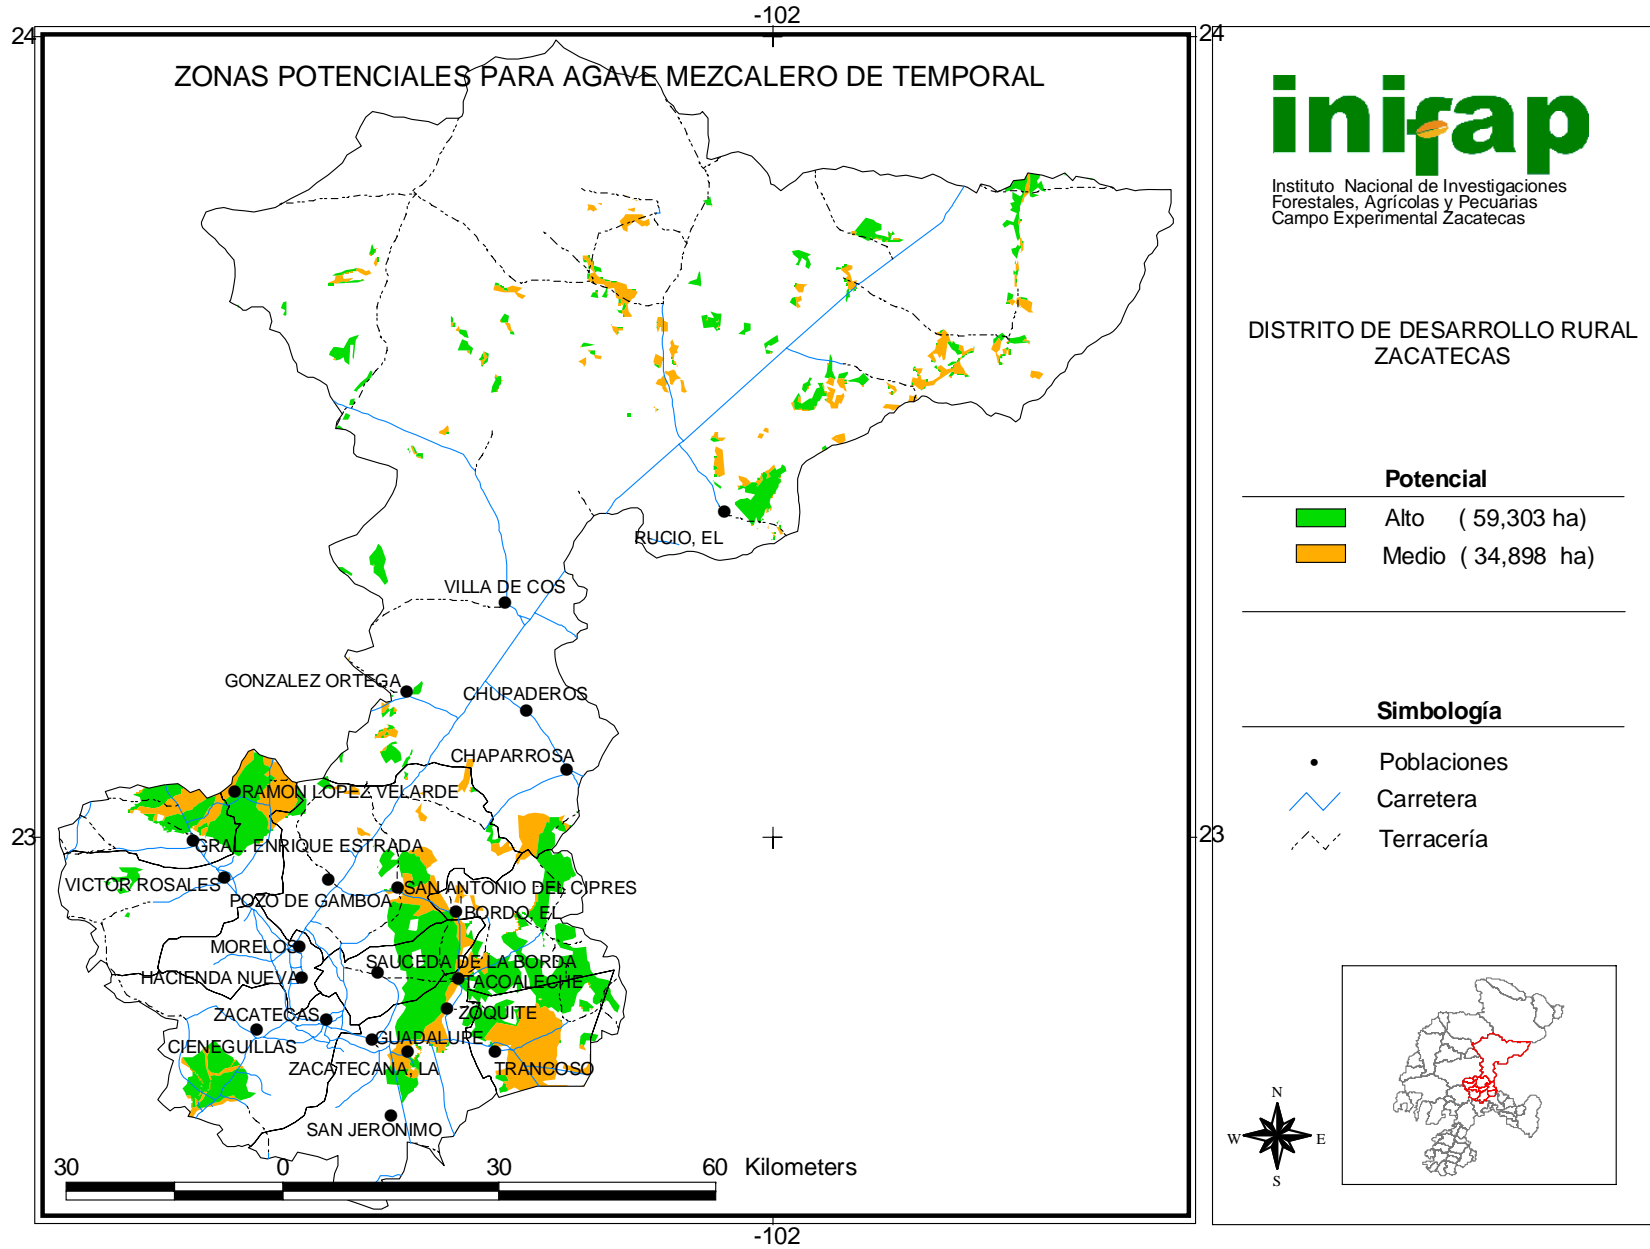 -102
24
24
ZONAS POTENCIALES PARA AGAVE MEZCALERO DE TEMPORAL
inifap
Instituto Nacional de Investigaciones
Forestales, Agrícolas y Pecuarias
Campo Experimental Zacatecas
DISTRITO DE DESARROLLO RURAL
ZACATECAS
Potencial
Alto ( 59,303 ha)
Medio ( 34,898 ha)
RUCIO, EL
VILLA DE COS
GONZALEZ ORTEGA
CHUPADEROS
CHAPARROSA
RAMON LOPEZ VELARDE
GRAL. ENRIQUE ESTRADA
VICTOR ROSALES
POZO DE GAMBOA
SAN ANTONIO DEL CIPRES
BORDO, EL
MORELOS
SAUCEDA DE LA BORDA
HACIENDA NUEVA
TACOALECHE
ZACATECAS
ZOQUITE
CIENEGUILLAS
GUADALUPE
ZACATECANA, LA
TRANCOSO
SAN JERONIMO
23
23
Simbología
Poblaciones
Carretera
Terracería
N
W
E
S
30 0 30 60 Kilometers
-102